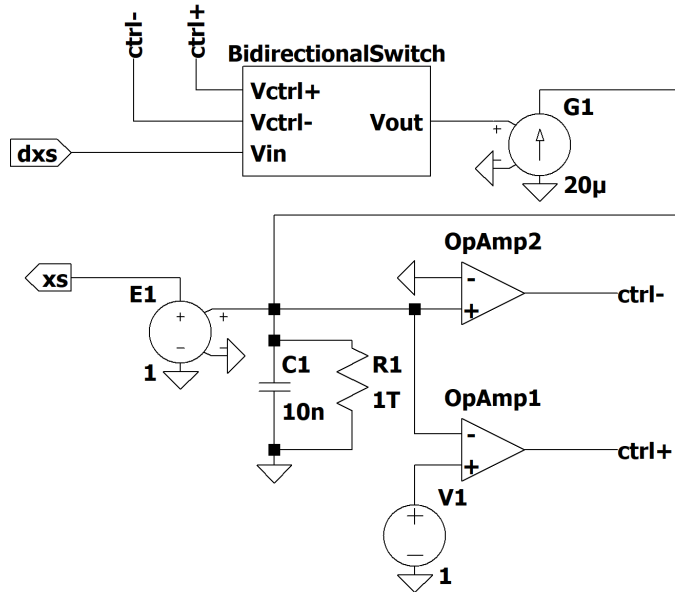 ctrl-
ctrl+
BidirectionalSwitch
Vctrl+
Vctrl-
Vin
Vout
dxs
+
-
G1
20µ
xs
E1
+
-
+
-
1
C1
10n
R1
1T
OpAmp2
-
+
ctrl-
OpAmp1
-
+
ctrl+
V1
+
-
1